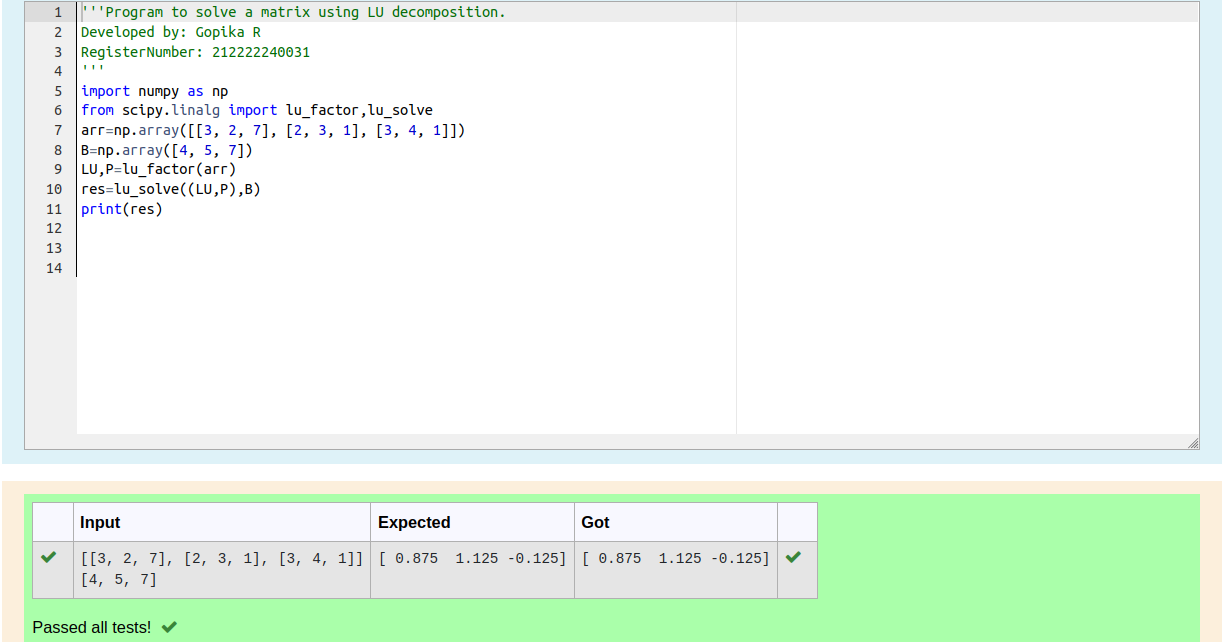 1 '''Program to solve a matrix using LU decomposition.
2 Developed by: Gopika R
3 RegisterNumber: 212222240031
4 '''
5 import numpy as np
6 from scipy.linalg import lu_factor,lu_solve
7 arr=np.array([[3, 2, 7], [2, 3, 1], [3, 4, 1]])
8 B=np.array([4, 5, 7])
9 LU,P=lu_factor(arr)
10 res=lu_solve((LU,P),B)
11 print(res)
12
13
14
Input Expected Got
[[3, 2, 7], [2, 3, 1], [3, 4, 1]] [ 0.875  1.125 -0.125] [ 0.875  1.125 -0.125]
[4, 5, 7]
Passed all tests!